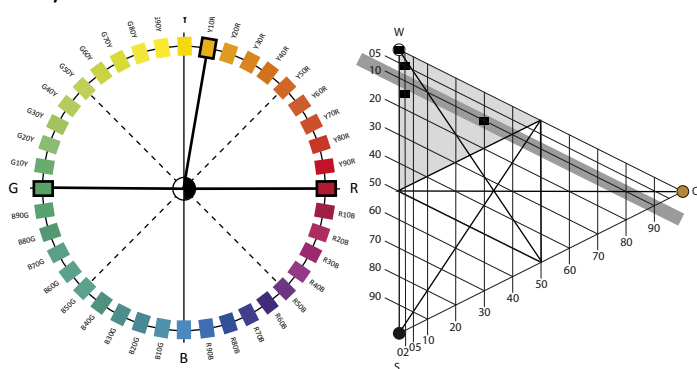 Y
Y10R
Y20R
Y30R
Y40R
Y50R
Y60R
Y70R
Y80R
Y90R
R
R10B
R20B
R30B
R40B
R50B
R60B
R70B
R80B
R90B
B
B10G
B20G
B30G
B40G
B50G
B60G
B70G
B80G
B90G
G
G10Y
G20Y
G30Y
G40Y
G50Y
G60Y
G70Y
G80Y
G90Y
W
05
10
20
30
40
50
60
70
80
90
S
02
05
10
20
30
40
50
60
70
80
90
C